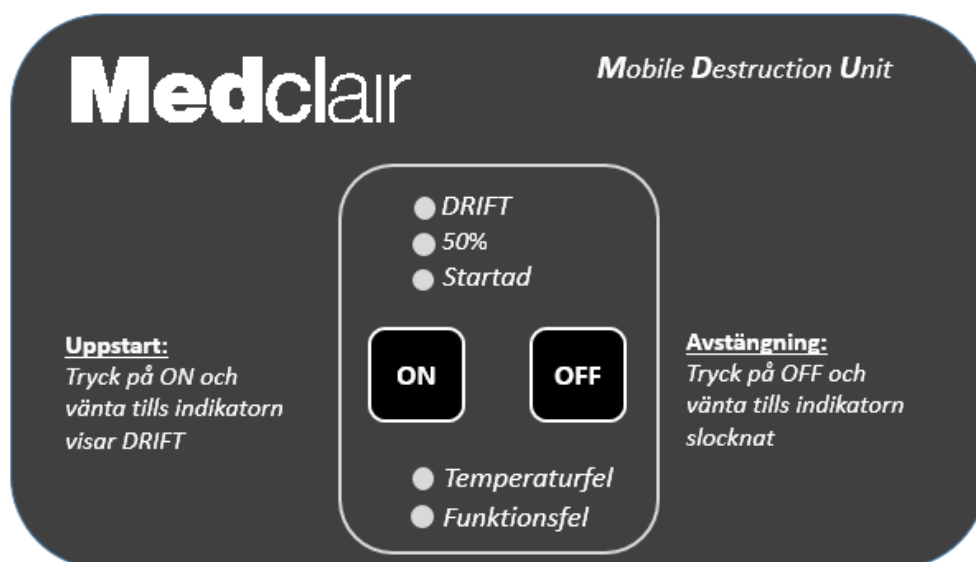 Medclair
Mobile Destruction Unit
DRIFT
50%
Startad
Uppstart:
Tryck på ON och
vänta tills indikatorn
visar DRIFT
ON
OFF
Avstängning:
Tryck på OFF och
vänta tills indikatorn
slocknat
Temperaturfel
Funktionsfel